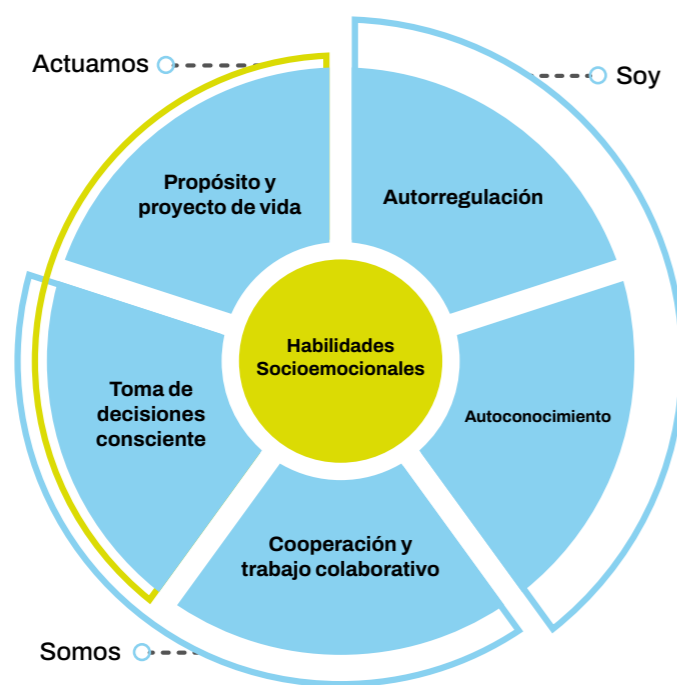 Actuamos
Soy
Propósito y
proyecto de vida
Autorregulación
Habilidades
Socioemocionales
Toma de
decisiones
consciente
Autoconocimiento
Cooperación y
trabajo colaborativo
Somos